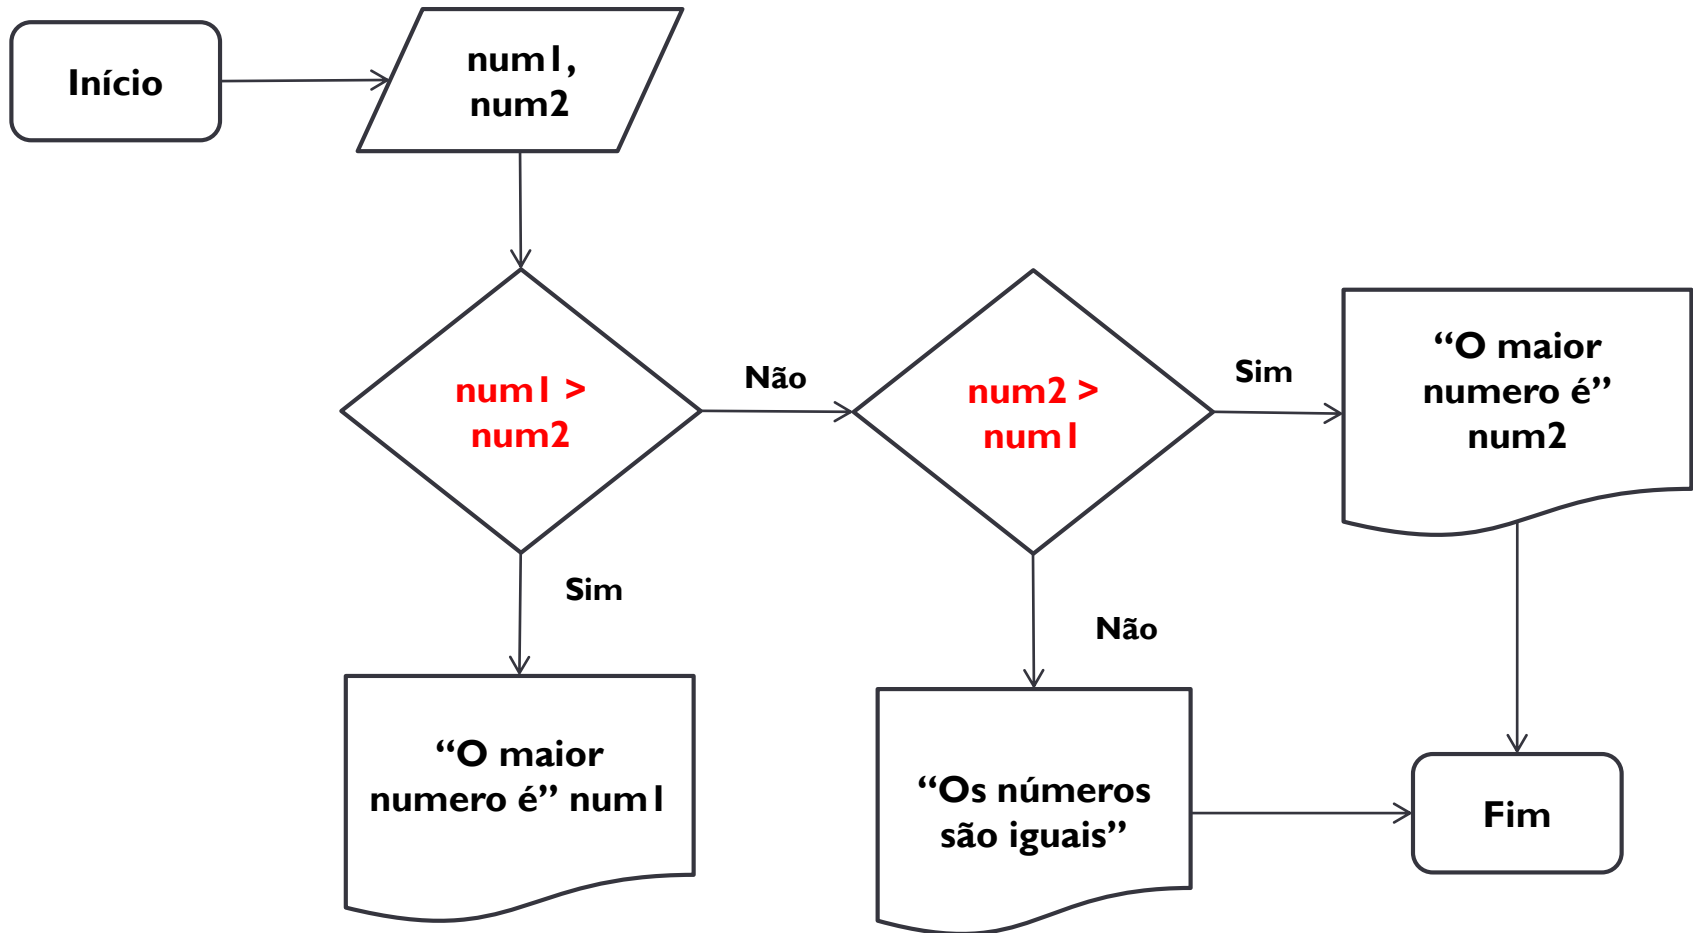 Início
num1,
num2
num1 >
num2
Não
num2 >
num1
Sim
“O maior
numero é”
num2
Sim
Não
“O maior
numero é” num1
“Os números
são iguais”
Fim